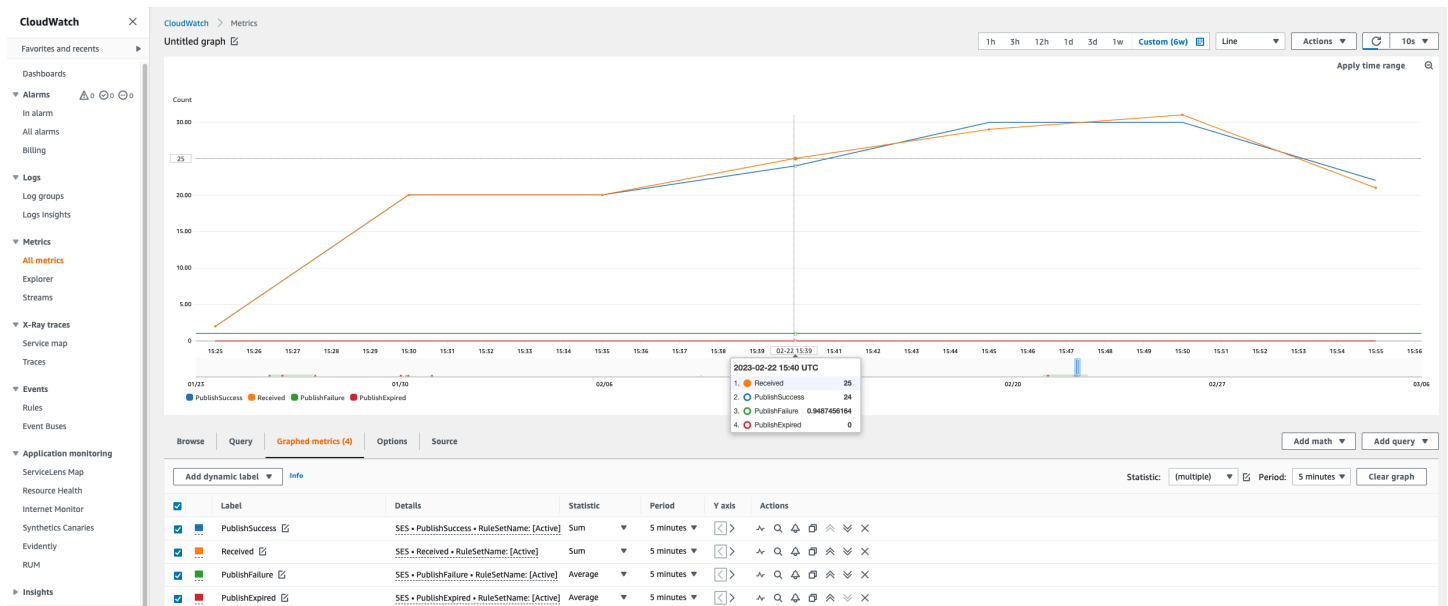 CloudWatch
Favorites and recents
Dashboards
Alarms 0 0 0
In alarm
All alarms
Billing
Logs
Log groups
Logs Insights
Metrics
All metrics
Explorer
Streams
X-Ray traces
Service map
Traces
Events
Rules
Event Buses
Application monitoring
ServiceLens Map
Resource Health
Internet Monitor
Synthetics Canaries
Evidently
RUM
Insights
CloudWatch Metrics
Untitled graph 1h 3h 12h 1d 3d 1w Custom (6w) Line Actions 10s
Apply time range
Count
30.00
25
20.00
15.00
10.00
5.00
0
15:25 15:26 15:27 15:28 15:29 15:30 15:31 15:32 15:33 15:34 15:35 15:36 15:37 15:38 15:39 02-22 15:39 15:41 15:42 15:43 15:44 15:45 15:46 15:47 15:48 15:49 15:50 15:51 15:52 15:53 15:54 15:55 15:56
01/23 01/30 02/06 02/20 02/27 03/06
PublishSuccess Received PublishFailure PublishExpired
2023-02-22 15:40 UTC
1. Received 25
2. PublishSuccess 24
3. PublishFailure 0.9487456164
4. PublishExpired 0
Browse Query Graphed metrics (4) Options Source Add math Add query
Add dynamic label Info Statistic: (multiple) Period: 5 minutes Clear graph
Label Details Statistic Period Y axis Actions
PublishSuccess SES • PublishSuccess • RuleSetName: [Active] Sum 5 minutes
Received SES • Received • RuleSetName: [Active] Sum 5 minutes
PublishFailure SES • PublishFailure • RuleSetName: [Active] Average 5 minutes
PublishExpired SES • PublishExpired • RuleSetName: [Active] Average 5 minutes